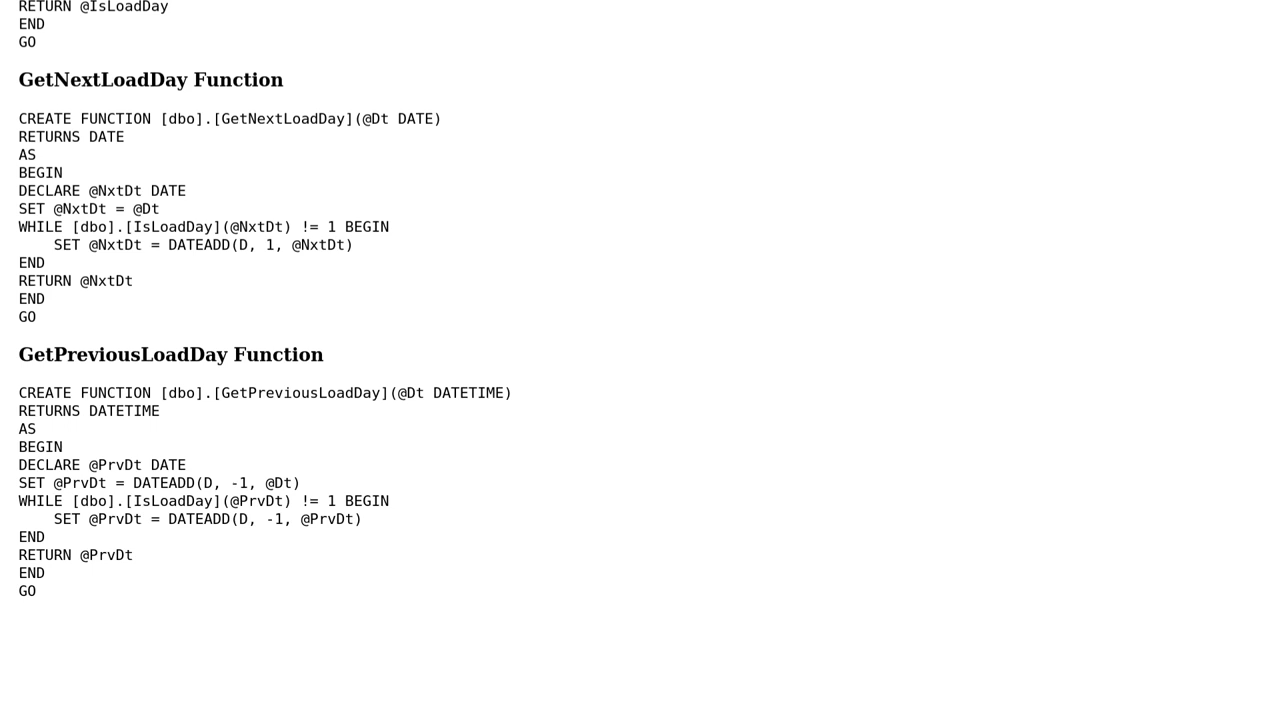 RETURN @IsLoadDay
END
GO
GetNextLoadDay Function
CREATE FUNCTION [dbo].[GetNextLoadDay](@Dt DATE)
RETURNS DATE
AS
BEGIN
DECLARE @NxtDt DATE
SET @NxtDt = @Dt
WHILE [dbo].[IsLoadDay](@NxtDt) != 1 BEGIN
    SET @NxtDt = DATEADD(D, 1, @NxtDt)
END
RETURN @NxtDt
END
GO
GetPreviousLoadDay Function
CREATE FUNCTION [dbo].[GetPreviousLoadDay](@Dt DATETIME)
RETURNS DATETIME
AS
BEGIN
DECLARE @PrvDt DATE
SET @PrvDt = DATEADD(D, -1, @Dt)
WHILE [dbo].[IsLoadDay](@PrvDt) != 1 BEGIN
    SET @PrvDt = DATEADD(D, -1, @PrvDt)
END
RETURN @PrvDt
END
GO